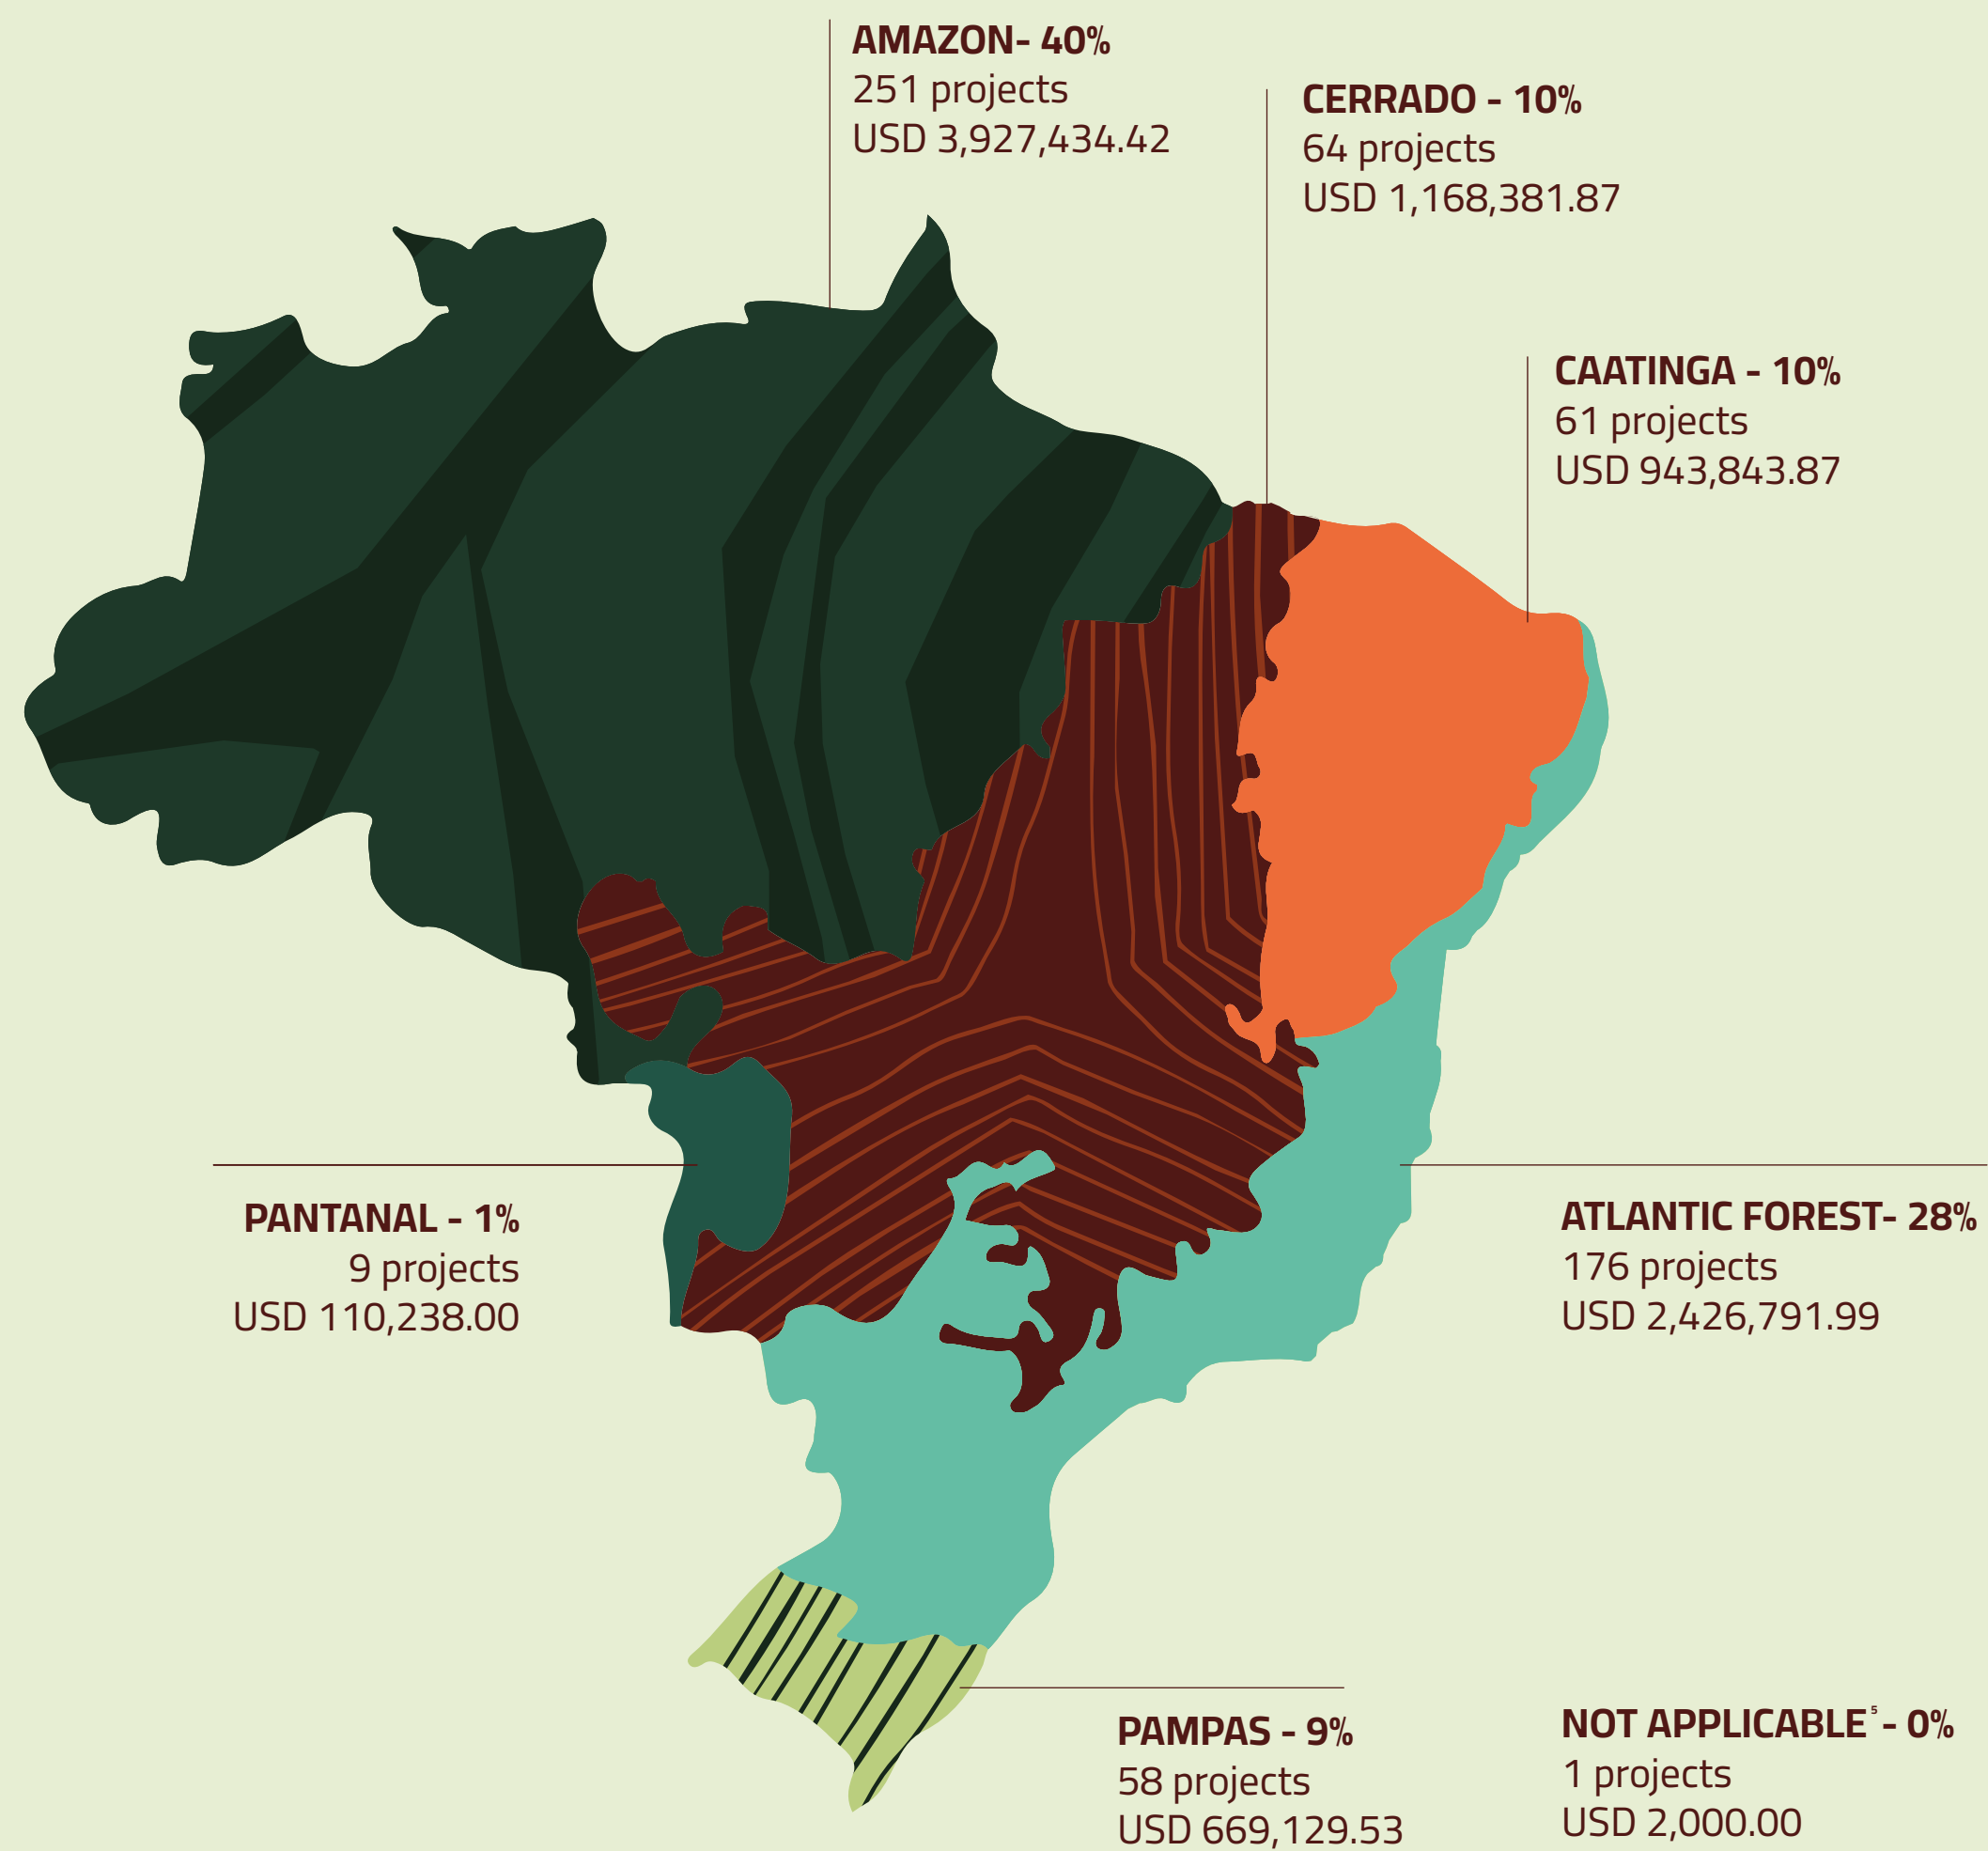 AMAZON- 40%
251 projects
USD 3,927,434.42
CERRADO - 10%
64 projects
USD 1,168,381.87
CAATINGA - 10%
61 projects
USD 943,843.87
PANTANAL - 1%
9 projects
USD 110,238.00
ATLANTIC FOREST- 28%
176 projects
USD 2,426,791.99
PAMPAS - 9%
58 projects
USD 669,129.53
NOT APPLICABLE⁵ - 0%
1 projects
USD 2,000.00